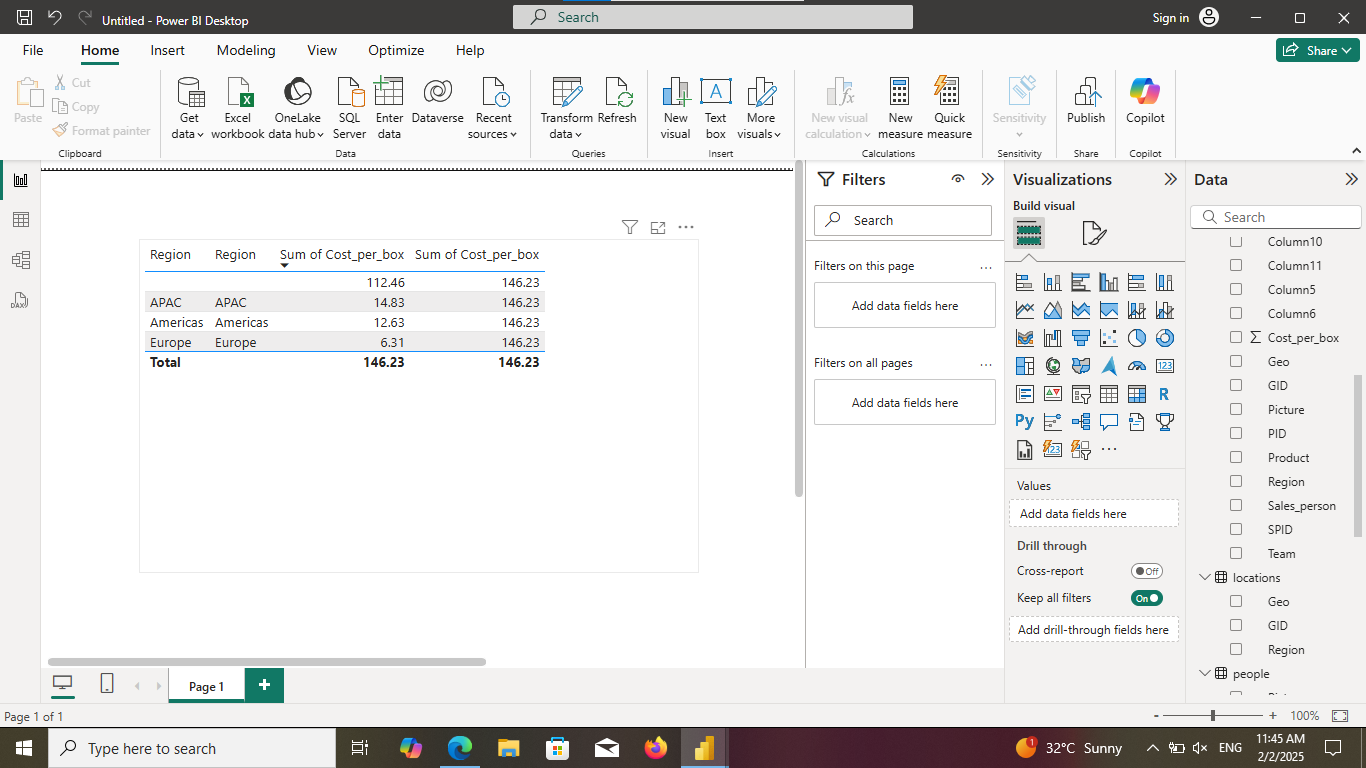 Untitled - Power BI Desktop
Search
Sign in
File Home Insert Modeling View Optimize Help
Share
Paste
Cut
Copy
Format painter
Clipboard
Get data
Excel workbook
OneLake data hub
SQL Server
Enter data
Dataverse
Recent sources
Data
Transform data
Refresh
Queries
New visual
Text box
More visuals
Insert
New visual calculation
New measure
Quick measure
Calculations
Sensitivity
Sensitivity
Publish
Share
Copilot
Copilot
Region Region Sum of Cost_per_box Sum of Cost_per_box
112.46 146.23
APAC APAC 14.83 146.23
Americas Americas 12.63 146.23
Europe Europe 6.31 146.23
Total 146.23 146.23
Filters
Search
Filters on this page
Add data fields here
Filters on all pages
Add data fields here
Visualizations
Build visual
123
R
Py
123
Values
Add data fields here
Drill through
Cross-report Off
Keep all filters On
Add drill-through fields here
Data
Search
Column10
Column11
Column5
Column6
Cost_per_box
Geo
GID
Picture
PID
Product
Region
Sales_person
SPID
Team
locations
Geo
GID
Region
people
DAX
Page 1
Page 1 of 1
- + 100%
Type here to search
1
32°C Sunny
ENG
11:45 AM
2/2/2025